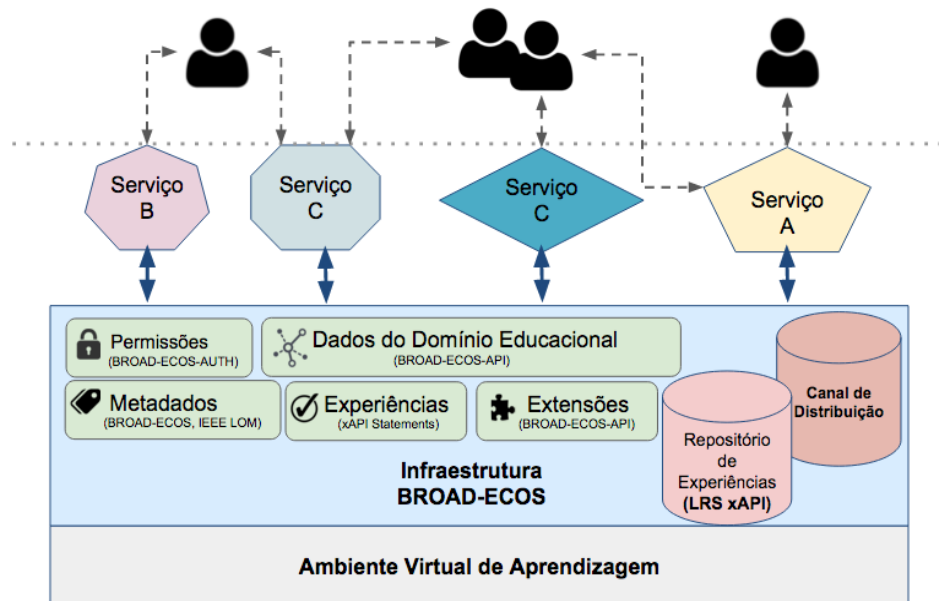 Serviço
B
Serviço
C
Serviço
C
Serviço
A
Permissões
(BROAD-ECOS-AUTH)
Dados do Domínio Educacional
(BROAD-ECOS-API)
Metadados
(BROAD-ECOS, IEEE LOM)
Experiências
(xAPI Statements)
Extensões
(BROAD-ECOS-API)
Canal de
Distribuição
Repositório
de
Experiências
(LRS xAPI)
Infraestrutura
BROAD-ECOS
Ambiente Virtual de Aprendizagem